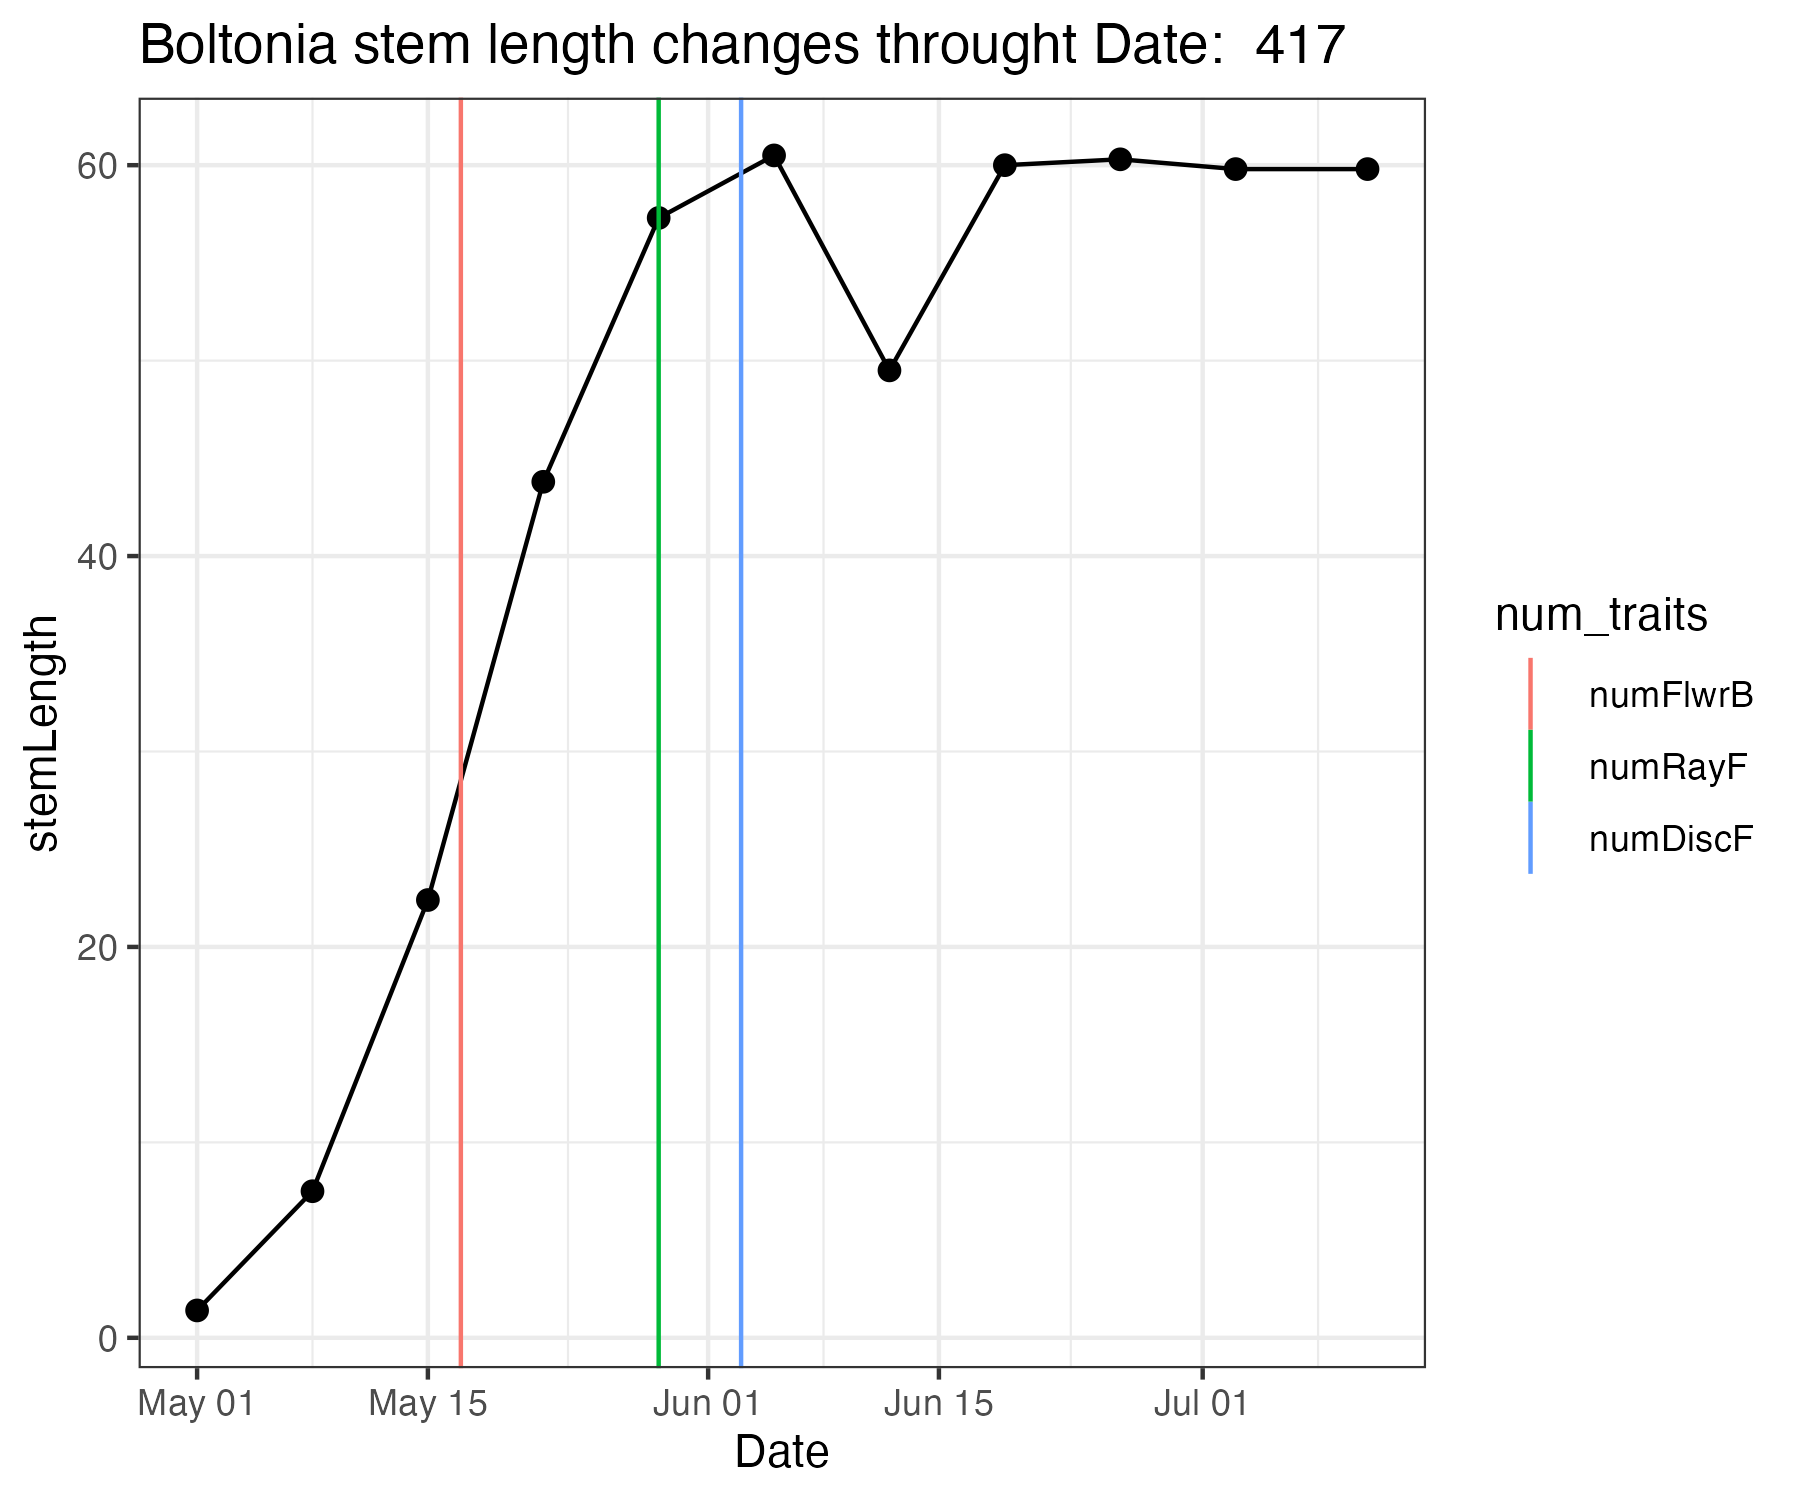 Boltonia stem length changes throught Date:  417
60
40
20
0
stemLength
May 01
May 15
Jun 01
Jun 15
Jul 01
Date
num_traits
numFlwrB
numRayF
numDiscF